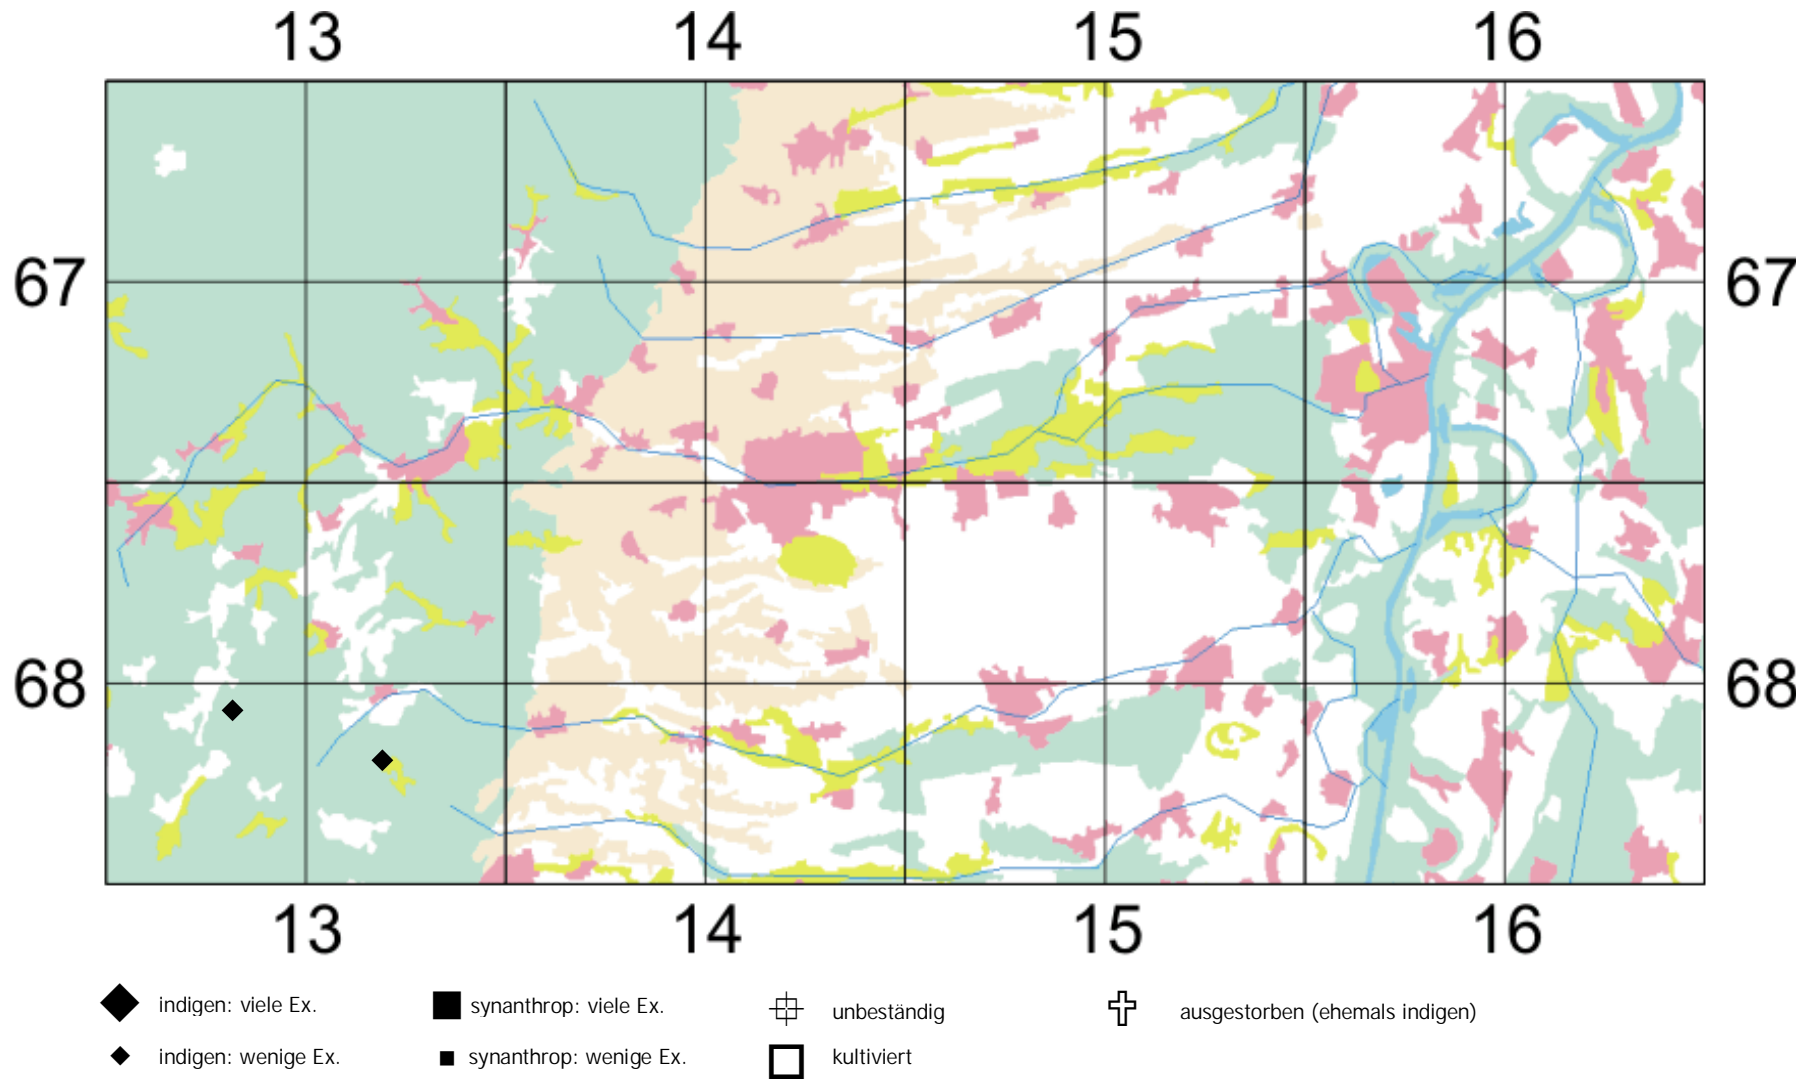 13 14 15 16
67 67
68 68
13 14 15 16
indigen: viele Ex. synanthrop: viele Ex. unbeständig ausgestorben (ehemals indigen)
indigen: wenige Ex. synanthrop: wenige Ex. kultiviert